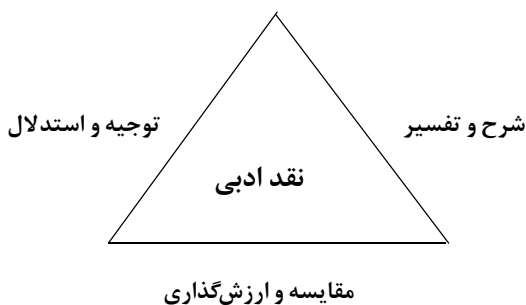 شرح و تفسیر
توجیه و استدلال
نقد ادبی
مقایسه و ارزش‌گذاری